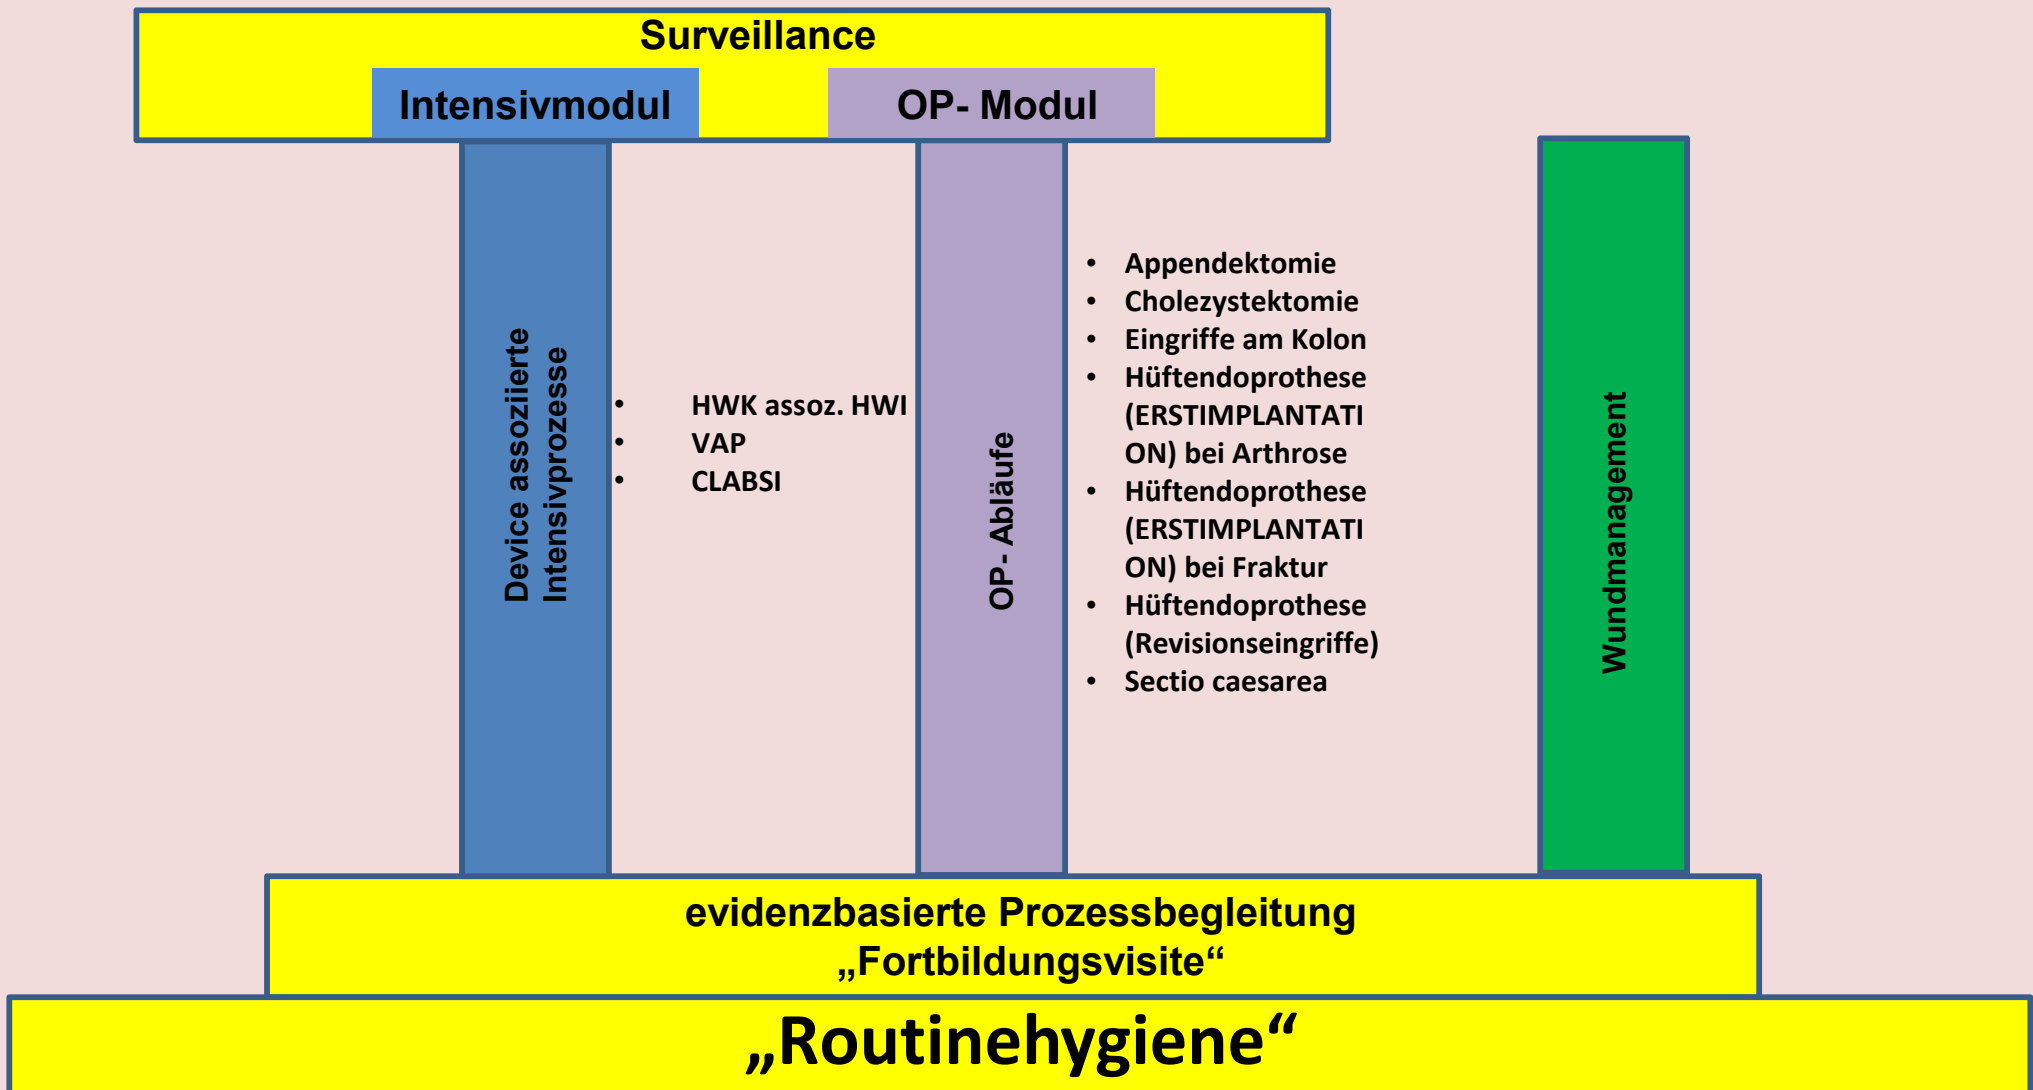 Surveillance
Intensivmodul
OP- Modul
Device assoziierte
Intensivprozesse
• HWK assoz. HWI
• VAP
• CLABSI
OP- Abläufe
• Appendektomie
• Cholezystektomie
• Eingriffe am Kolon
• Hüftendoprothese
(ERSTIMPLANTATI
ON) bei Arthrose
• Hüftendoprothese
(ERSTIMPLANTATI
ON) bei Fraktur
• Hüftendoprothese
(Revisionseingriffe)
• Sectio caesarea
Wundmanagement
evidenzbasierte Prozessbegleitung
„Fortbildungsvisite“
„Routinehygiene“